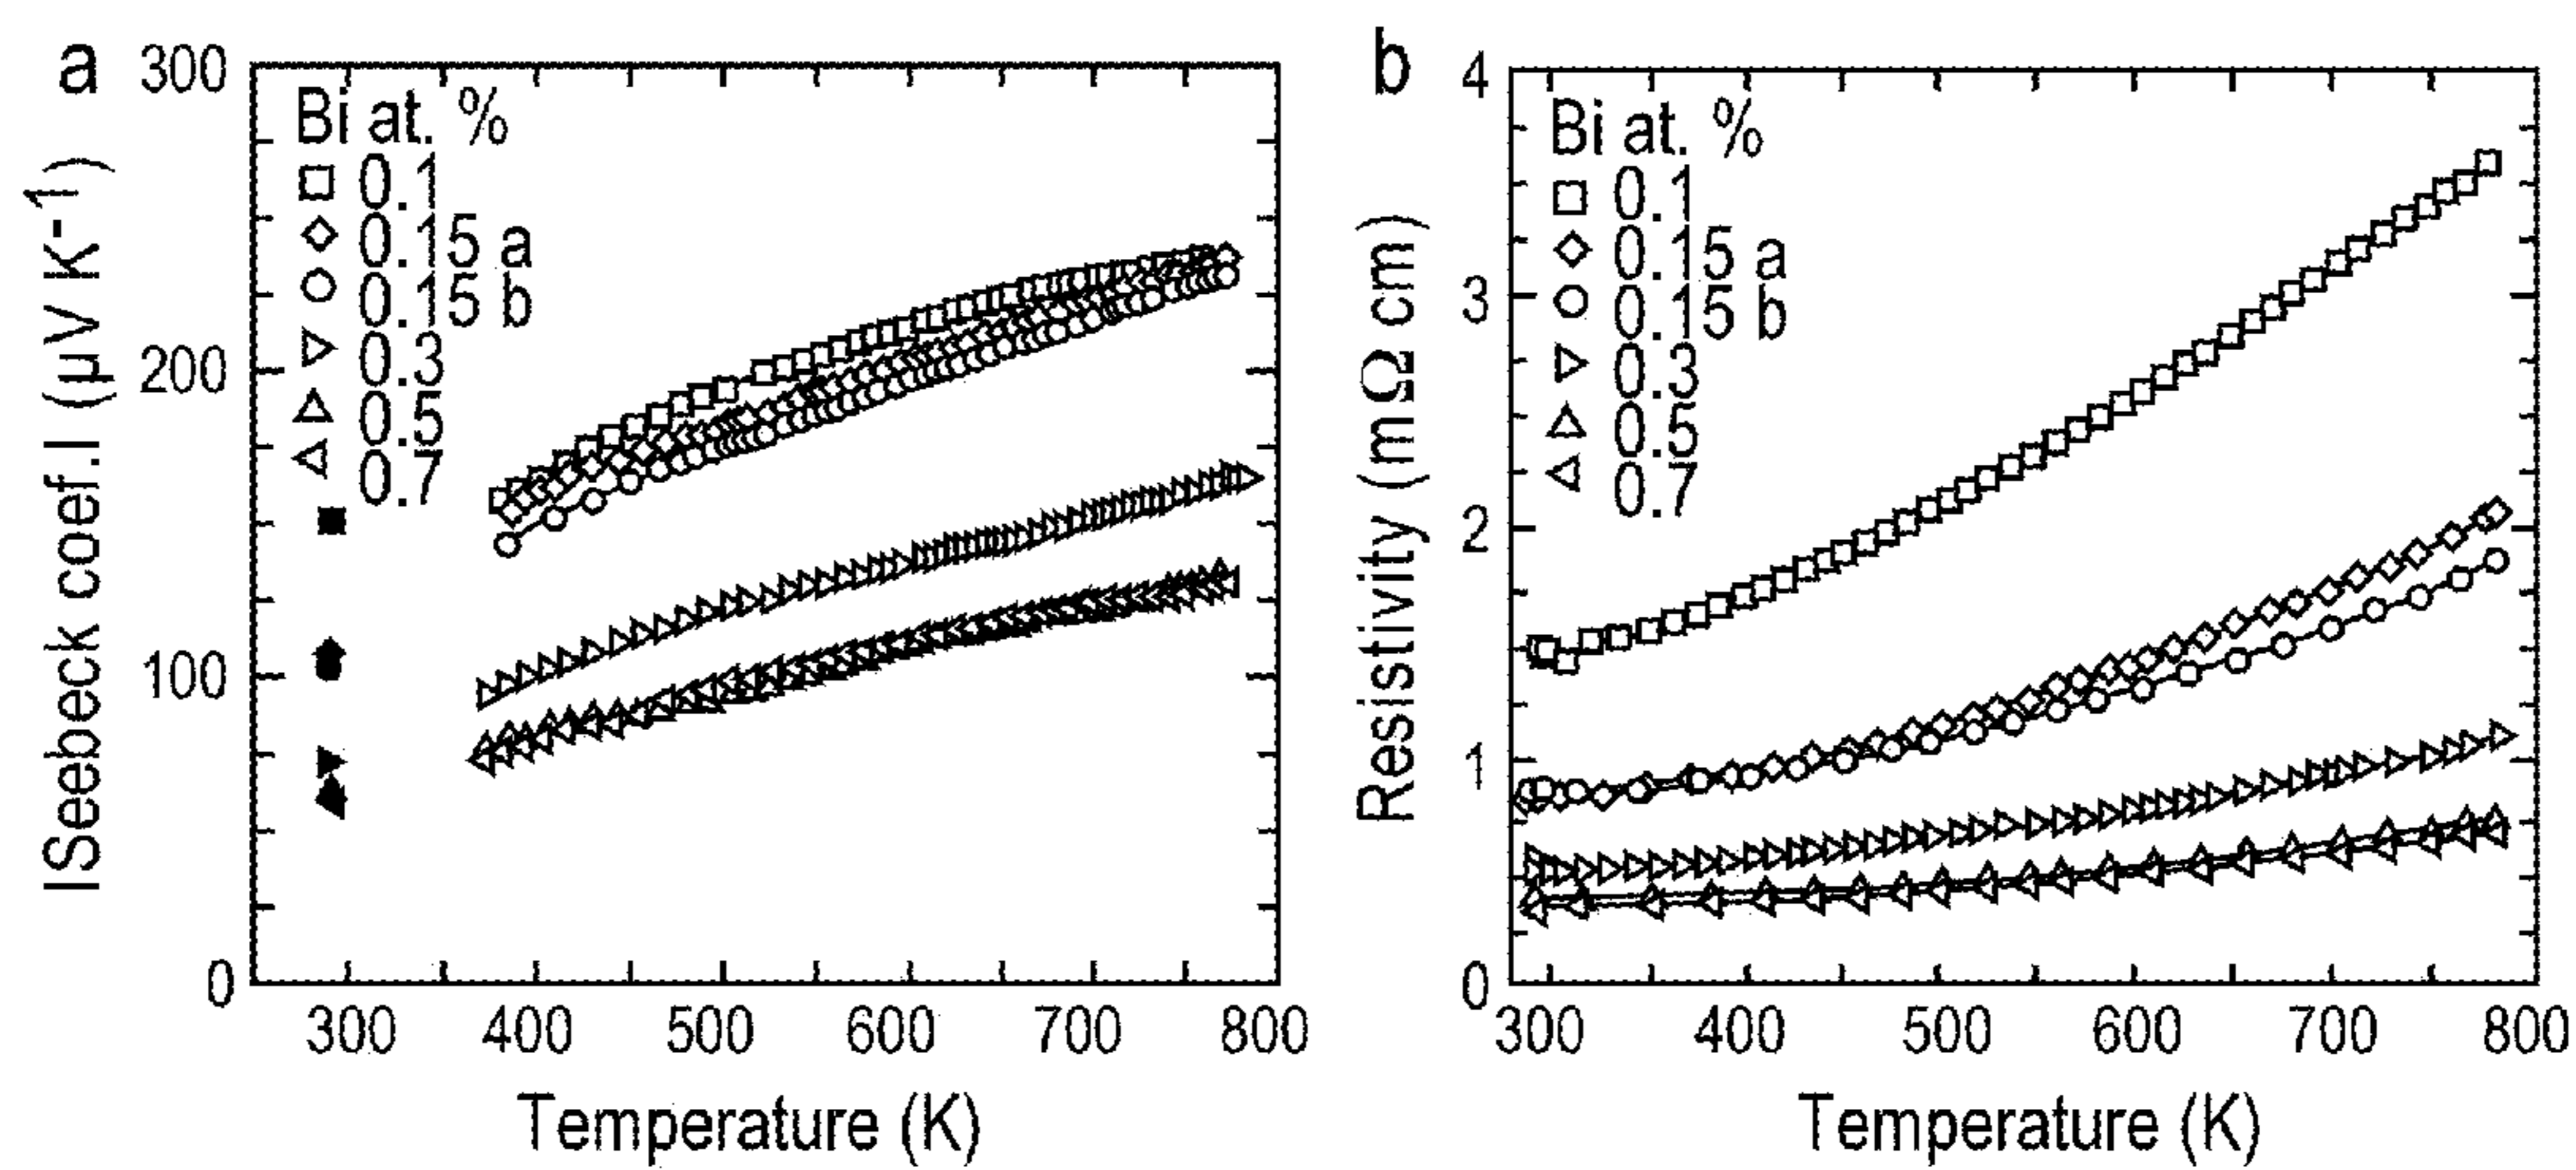 a
300
200
100
0
ISeebeck coef.I (µV K-1)
Bi at. %
0.1
0.15 a
0.15 b
0.3
0.5
0.7
300 400 500 600 700 800
Temperature (K)
b
4
3
2
1
0
Resistivity (mΩ cm)
Bi at. %
0.1
0.15 a
0.15 b
0.3
0.5
0.7
300 400 500 600 700 800
Temperature (K)